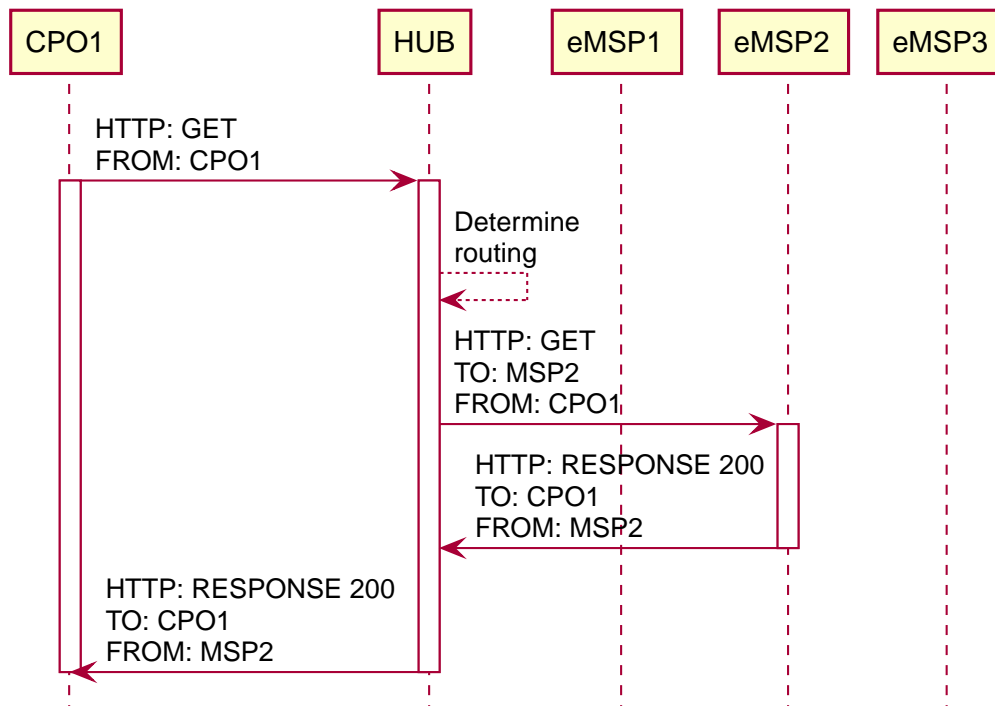 CPO1
HUB
eMSP1
eMSP2
eMSP3
HTTP: GET
FROM: CPO1
Determine
routing
HTTP: GET
TO: MSP2
FROM: CPO1
HTTP: RESPONSE 200
TO: CPO1
FROM: MSP2
HTTP: RESPONSE 200
TO: CPO1
FROM: MSP2